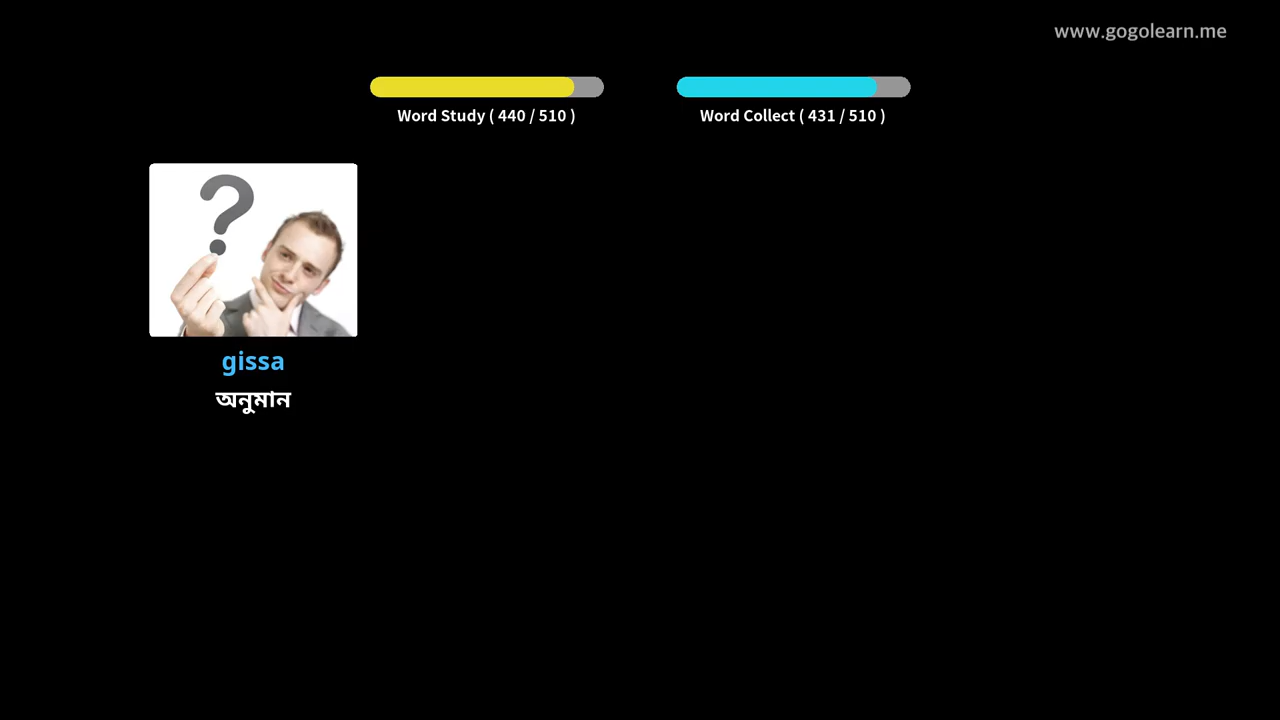 www.gogolearn.me
Word Study ( 440 / 510 )
Word Collect ( 431 / 510 )
?
gissa
অনুমান